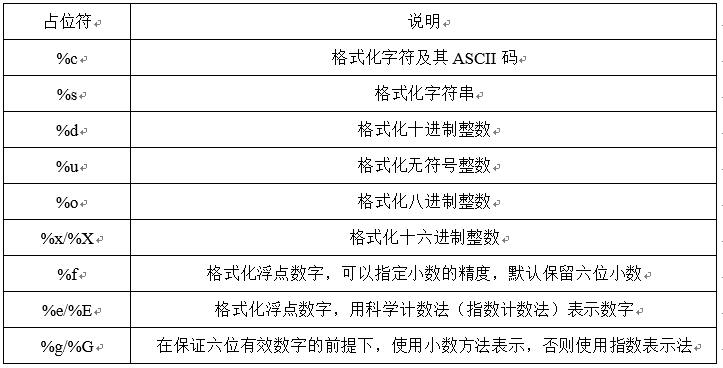 占位符 说明
%c 格式化字符及其 ASCII 码
%s 格式化字符串
%d 格式化十进制整数
%u 格式化无符号整数
%o 格式化八进制整数
%x/%X 格式化十六进制整数
%f 格式化浮点数字，可以指定小数的精度，默认保留六位小数
%e/%E 格式化浮点数字，用科学计数法（指数计数法）表示数字
%g/%G 在保证六位有效数字的前提下，使用小数方法表示，否则使用指数表示法